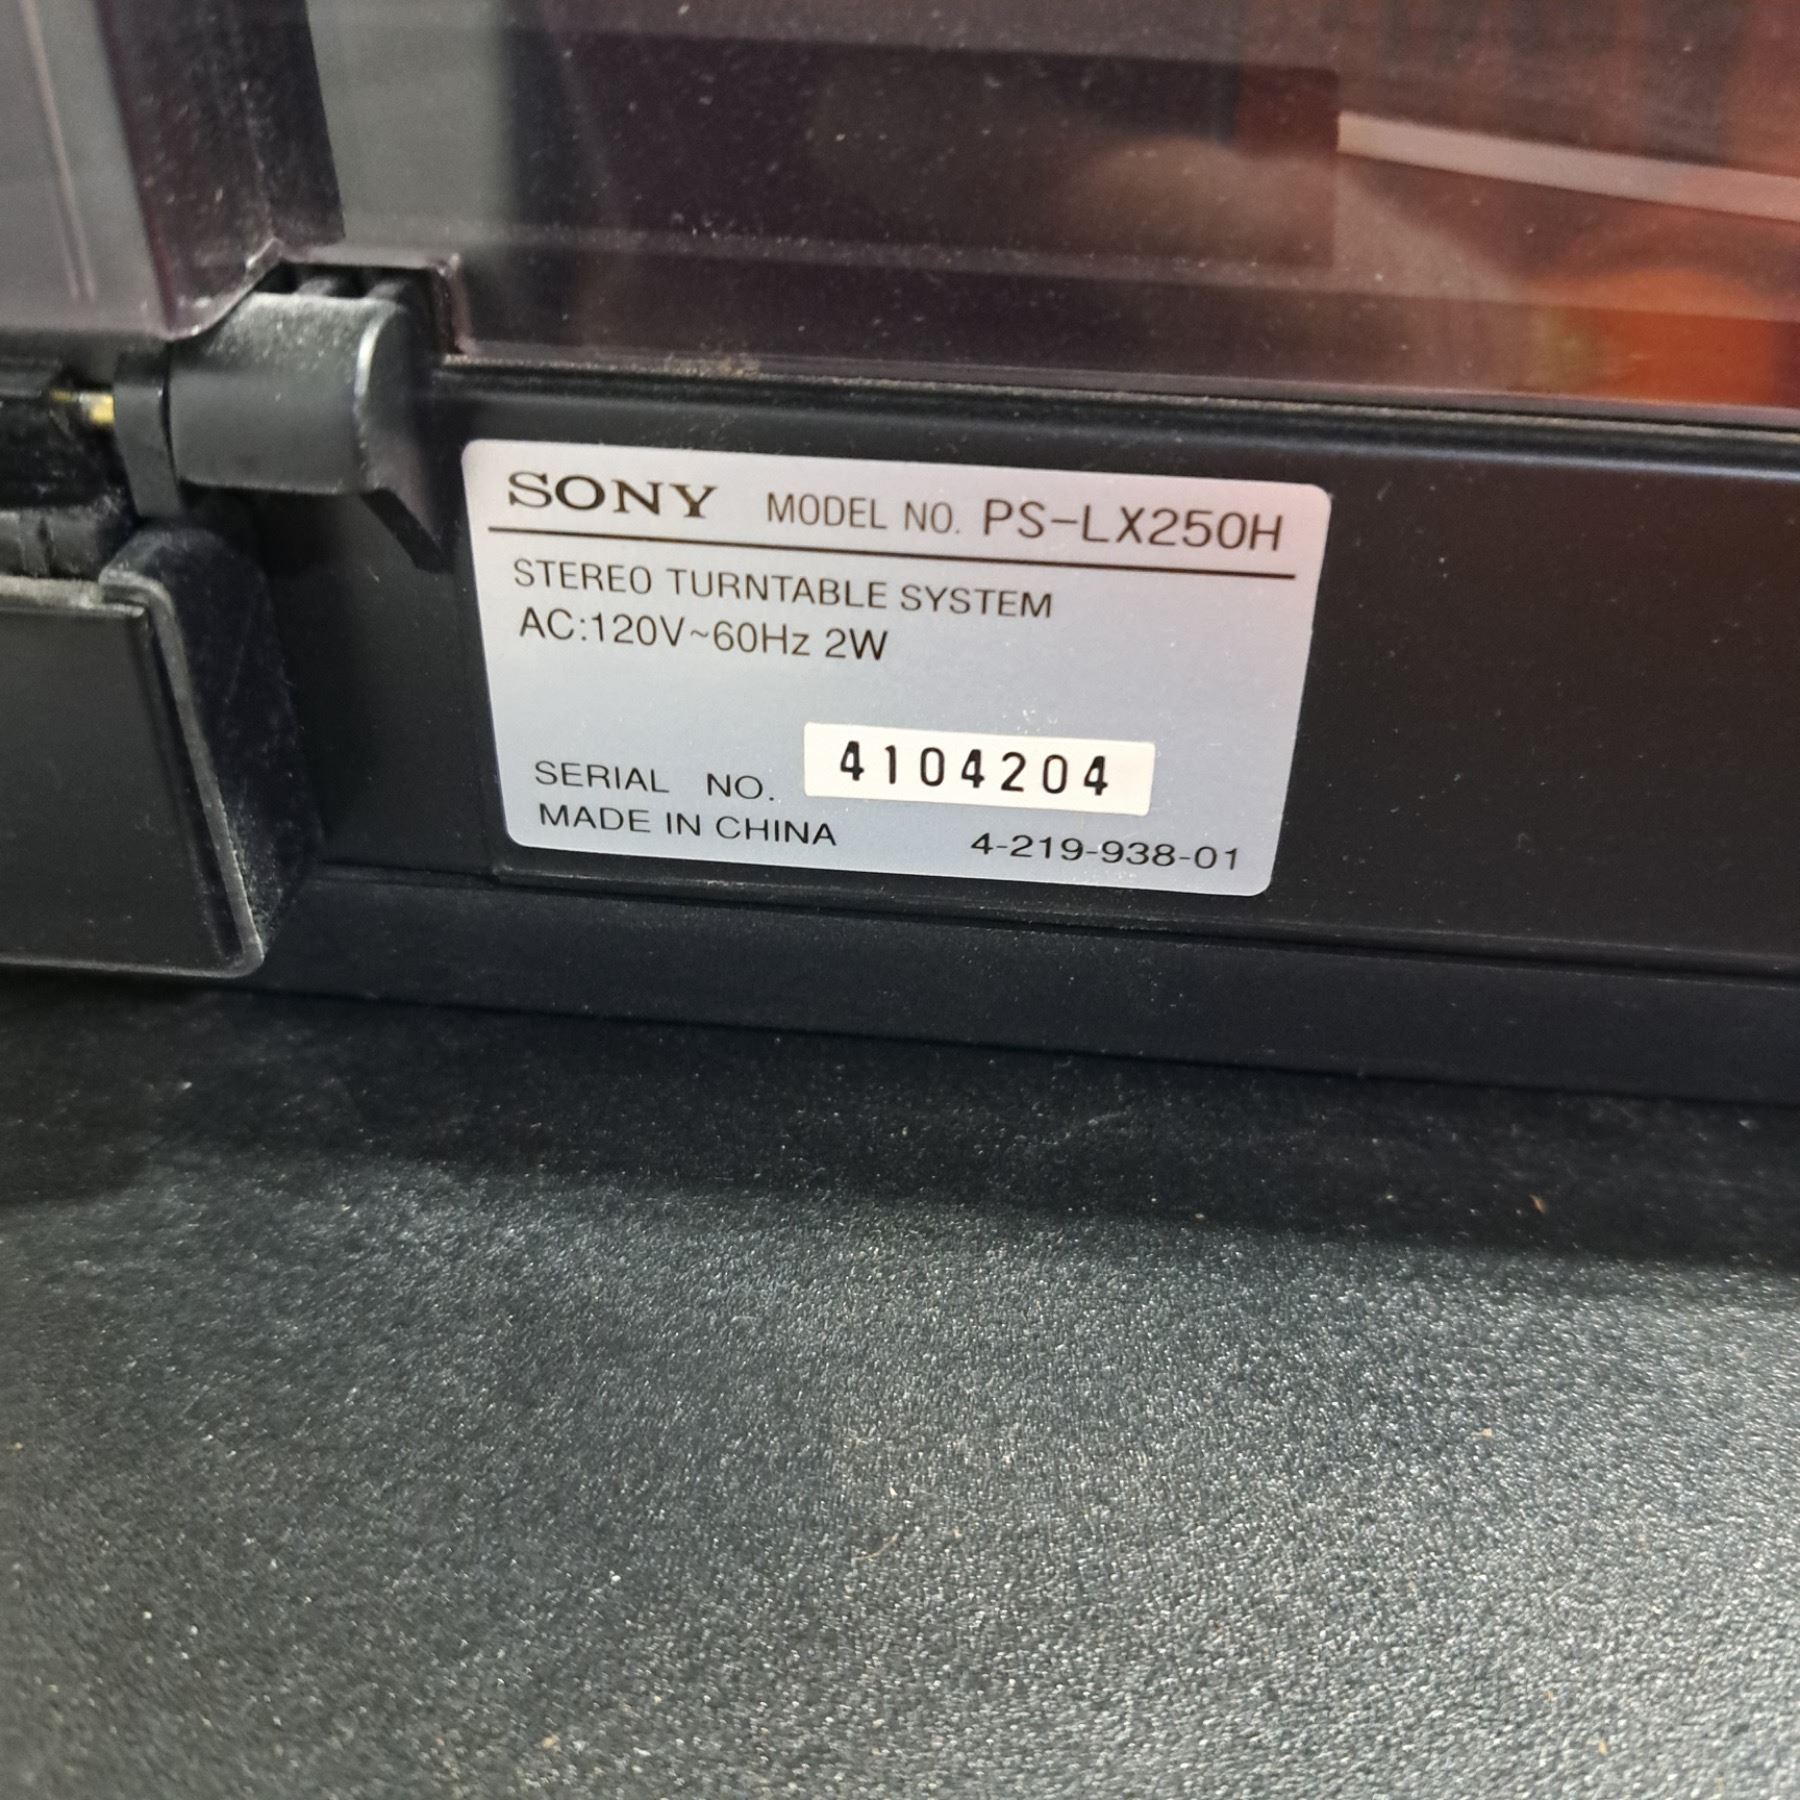 SONY MODEL NO. PS-LX250H
STEREO TURNTABLE SYSTEM
AC:120V~60Hz 2W
SERIAL NO. 4104204
MADE IN CHINA 4-219-938-01